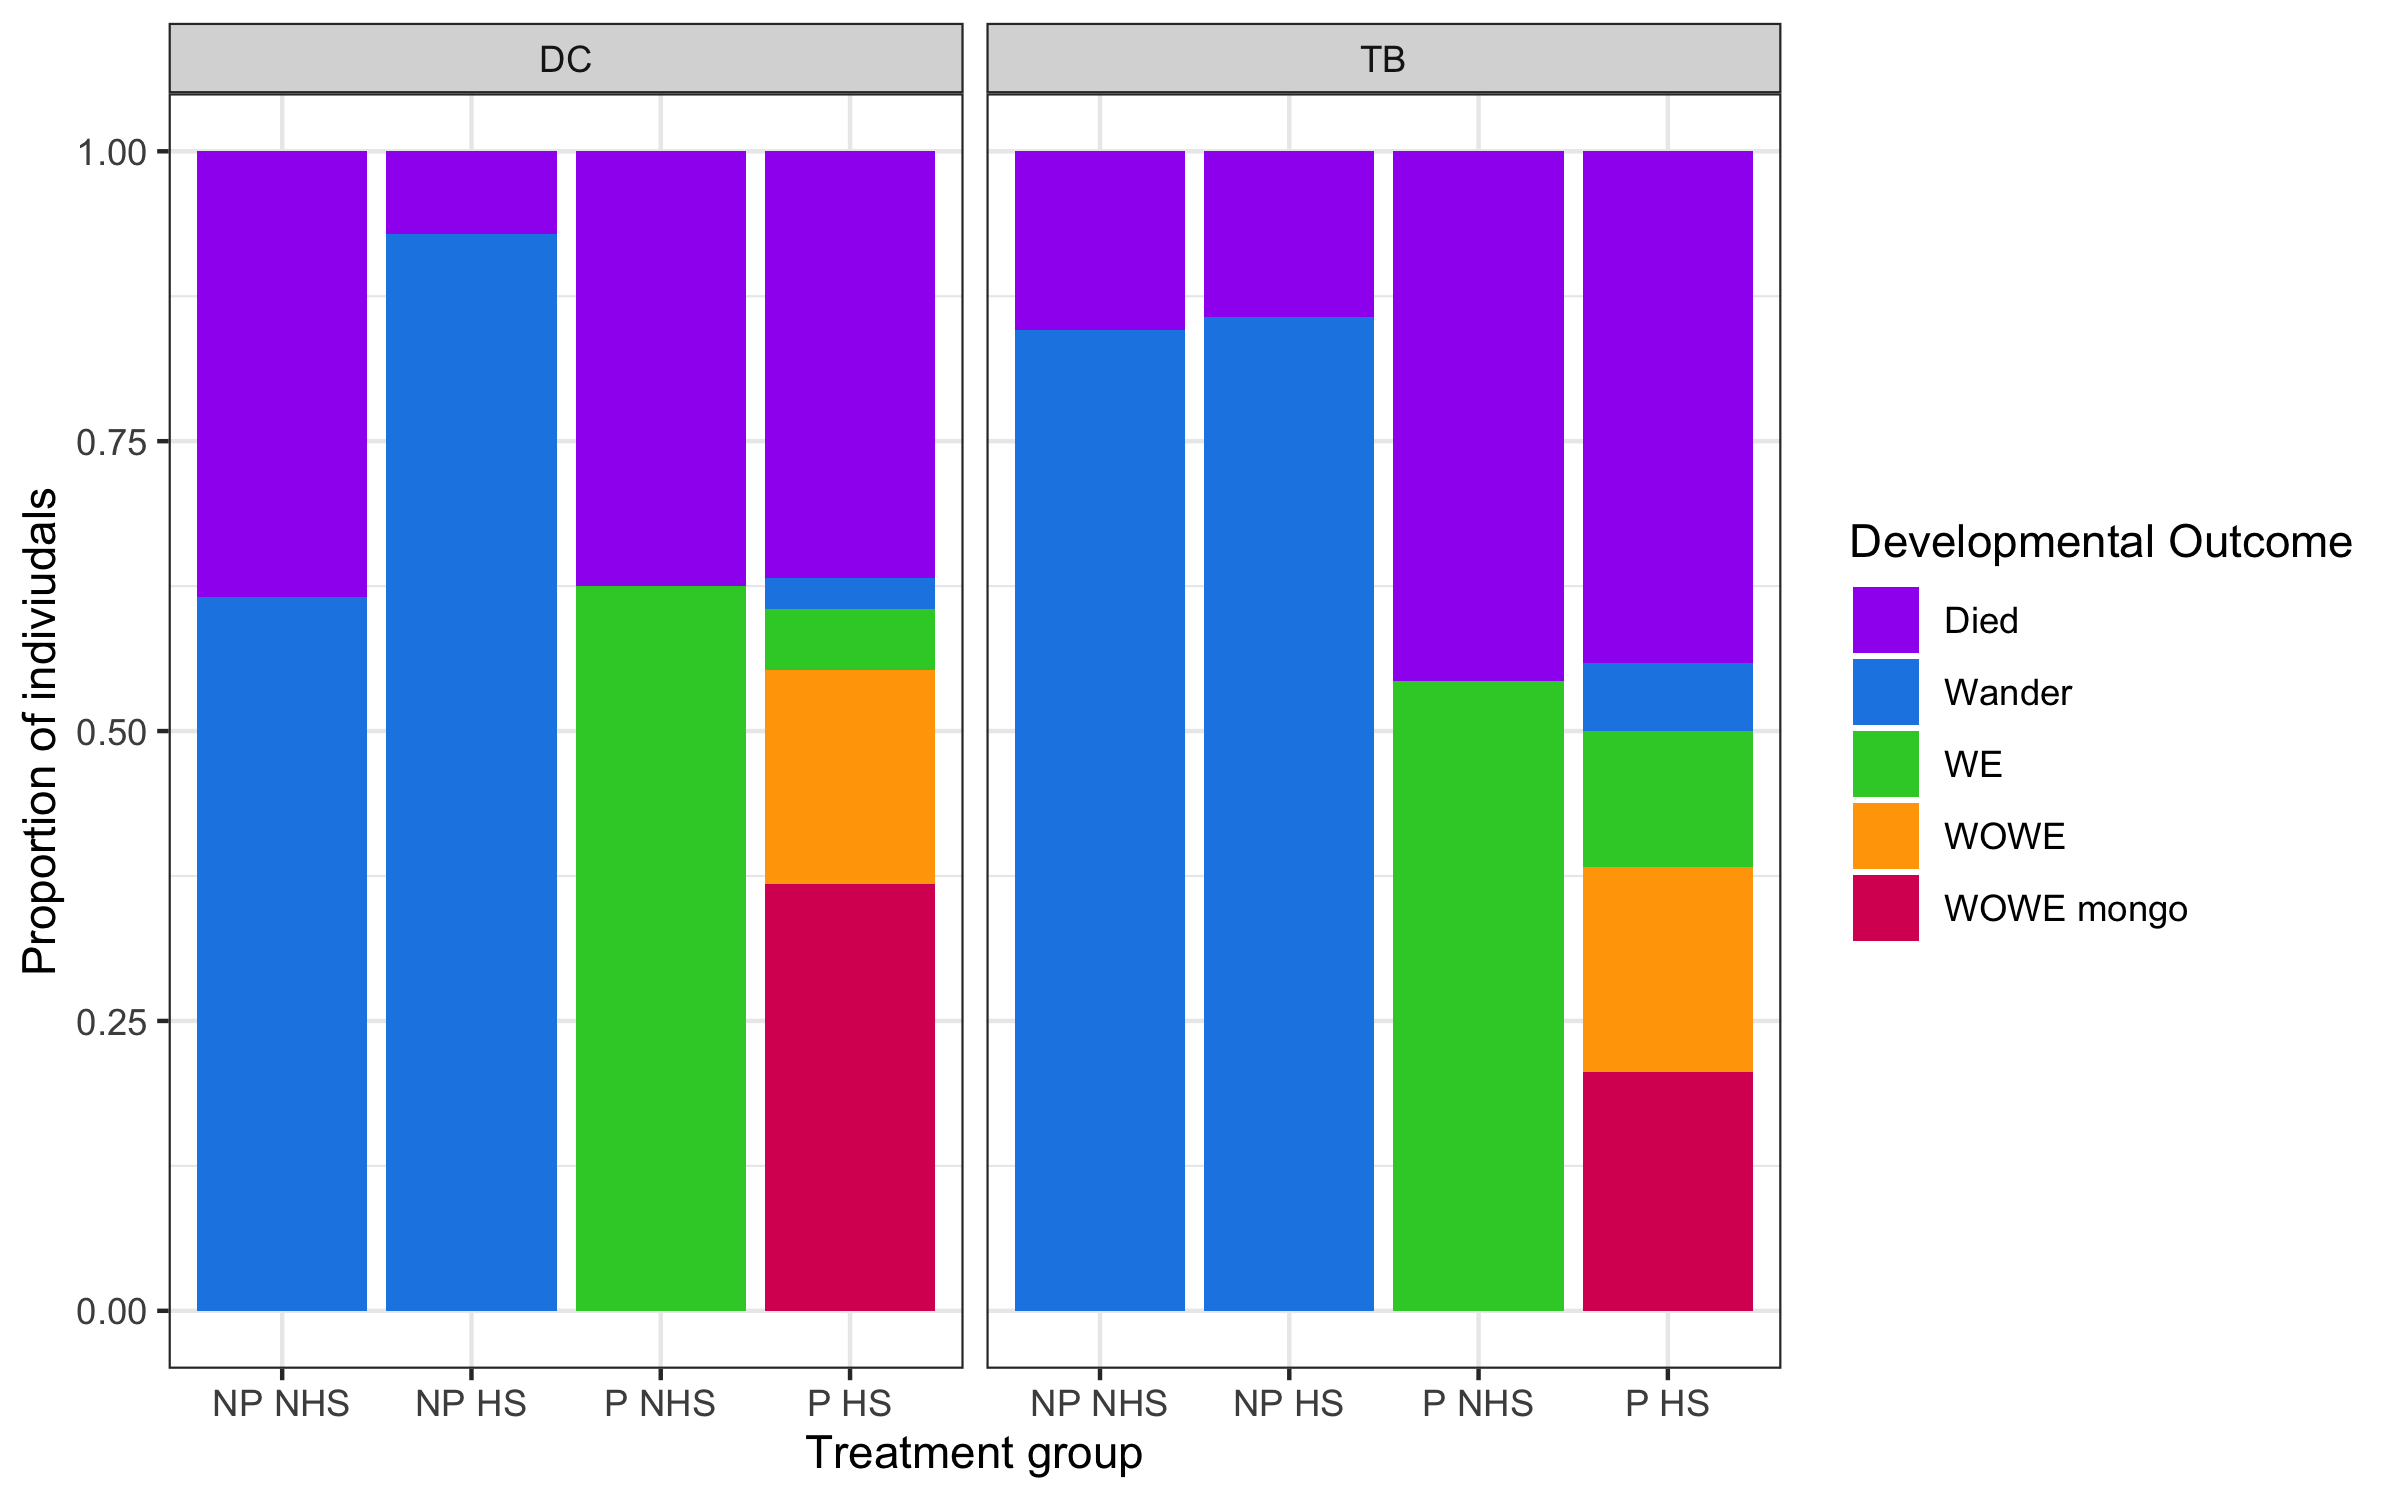 DC
TB
1.00
0.75
0.50
0.25
0.00
Proportion of indiviudals
NP NHS
NP HS
P NHS
P HS
NP NHS
NP HS
P NHS
P HS
Treatment group
Developmental Outcome
Died
Wander
WE
WOWE
WOWE mongo